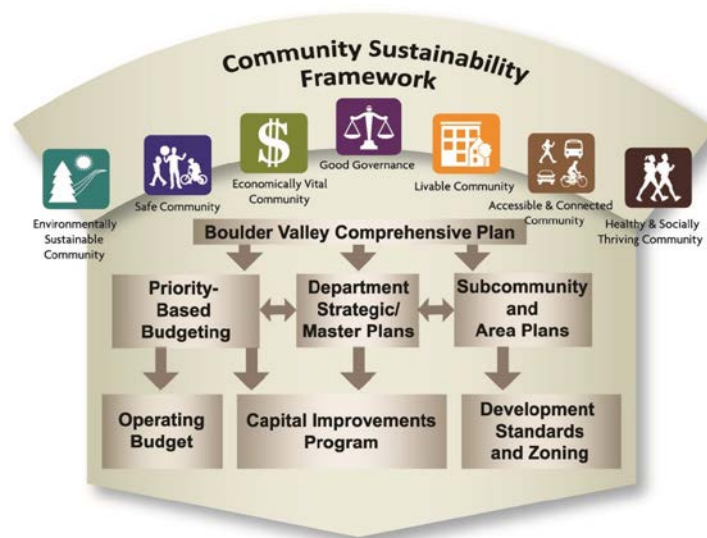 Community Sustainability
Framework
$
Good Governance
Economically Vital
Community
Livable Community
Safe Community
Accessible & Connected
Community
Environmentally
Sustainable
Community
Healthy & Socially
Thriving Community
Boulder Valley Comprehensive Plan
Priority-
Based
Budgeting
Department
Strategic/
Master Plans
Subcommunity
and
Area Plans
Operating
Budget
Capital Improvements
Program
Development
Standards
and Zoning